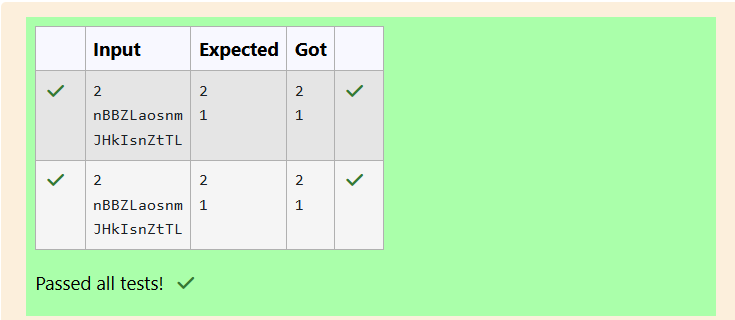 Input Expected Got
2 2 2
nBBZLaosnm 1 1
JHkIsnZtTL
2 2 2
nBBZLaosnm 1 1
JHkIsnZtTL
Passed all tests!